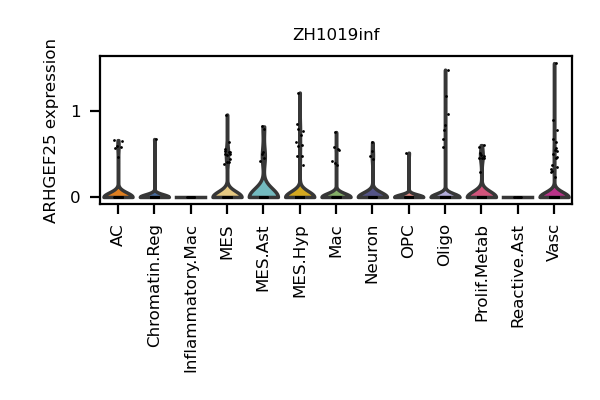 ZH1019inf
ARHGEF25 expression
1
0
AC
Chromatin.Reg
Inflammatory.Mac
MES
MES.Ast
MES.Hyp
Mac
Neuron
OPC
Oligo
Prolif.Metab
Reactive.Ast
Vasc